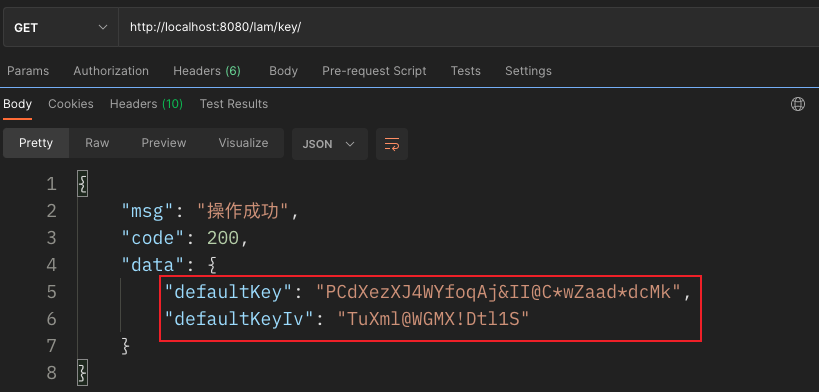 GET http://localhost:8080/lam/key/
Params Authorization Headers (6) Body Pre-request Script Tests Settings
Body Cookies Headers (10) Test Results
Pretty Raw Preview Visualize JSON
1 {
2 "msg": "操作成功",
3 "code": 200,
4 "data": {
5 "defaultKey": "PCdXezXJ4WYfoqAj&II@C*wZaad*dcMk",
6 "defaultKeyIv": "TuXml@WGMX!Dtl1S"
7 }
8 }